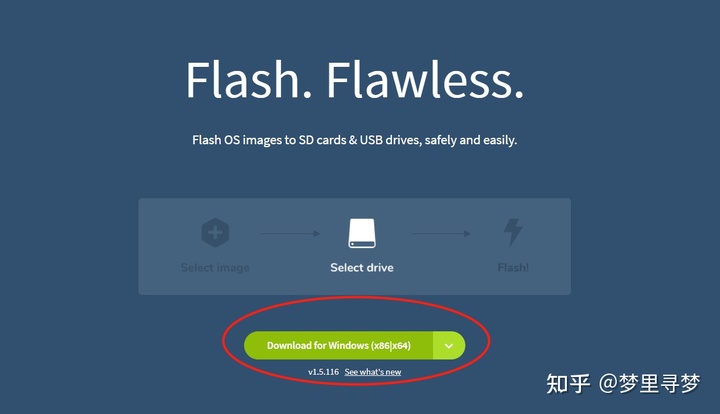 Flash. Flawless.
Flash OS images to SD cards & USB drives, safely and easily.
Select image
Select drive
Flash!
Download for Windows (x86|x64)
v1.5.116 See what's new
知乎 @梦里寻梦